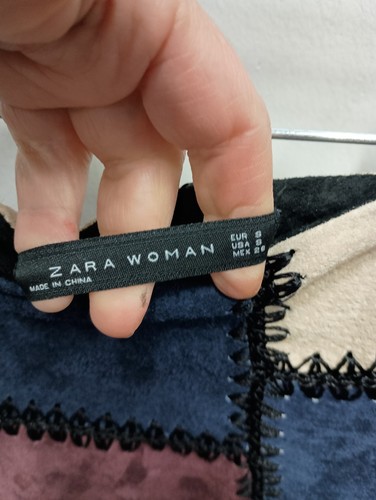 ZARA WOMAN
MADE IN CHINA
EUR S
USA S
MEX 26